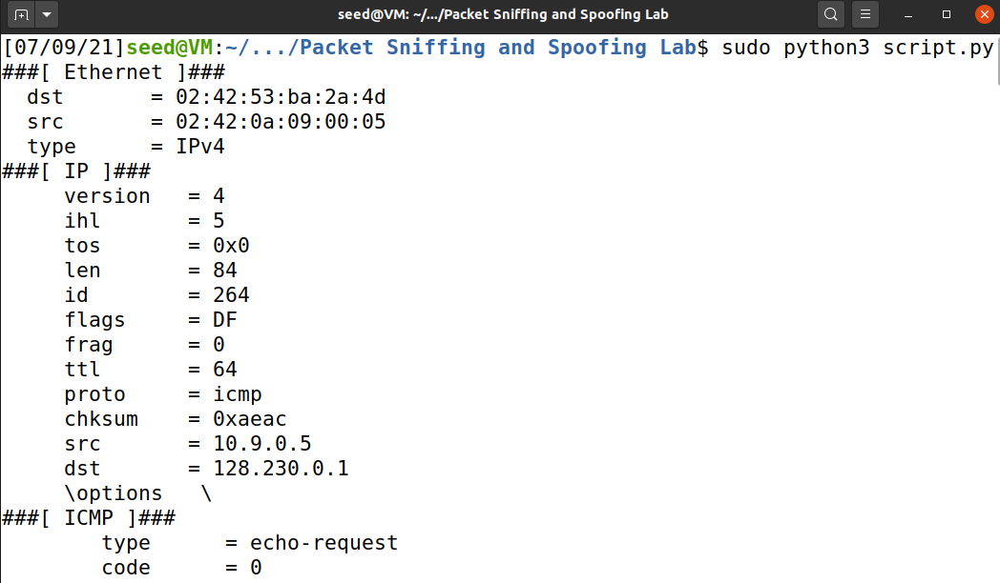 seed@VM: ~/.../Packet Sniffing and Spoofing Lab
[07/09/21]seed@VM:~/.../Packet Sniffing and Spoofing Lab$ sudo python3 script.py
###[ Ethernet ]###
  dst       = 02:42:53:ba:2a:4d
  src       = 02:42:0a:09:00:05
  type      = IPv4
###[ IP ]###
     version   = 4
     ihl       = 5
     tos       = 0x0
     len       = 84
     id        = 264
     flags     = DF
     frag      = 0
     ttl       = 64
     proto     = icmp
     chksum    = 0xaeac
     src       = 10.9.0.5
     dst       = 128.230.0.1
     \options   \
###[ ICMP ]###
        type      = echo-request
        code      = 0